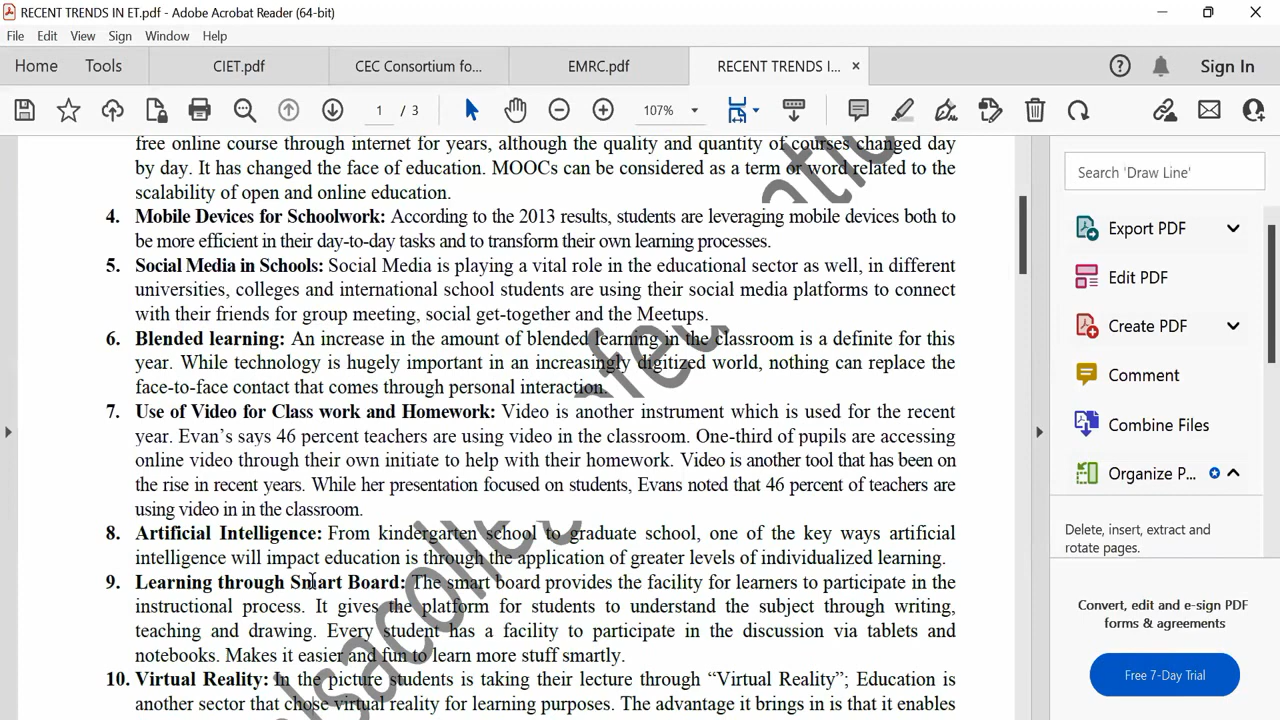 RECENT TRENDS IN ET.pdf - Adobe Acrobat Reader (64-bit)
File Edit View Sign Window Help
Home Tools CIET.pdf CEC Consortium fo... EMRC.pdf RECENT TRENDS I... × Sign In
1 / 3 107%
free online course through internet for years, although the quality and quantity of courses changed day
by day. It has changed the face of education. MOOCs can be considered as a term or word related to the
scalability of open and online education.
4. Mobile Devices for Schoolwork: According to the 2013 results, students are leveraging mobile devices both to
be more efficient in their day-to-day tasks and to transform their own learning processes.
5. Social Media in Schools: Social Media is playing a vital role in the educational sector as well, in different
universities, colleges and international school students are using their social media platforms to connect
with their friends for group meeting, social get-together and the Meetups.
6. Blended learning: An increase in the amount of blended learning in the classroom is a definite for this
year. While technology is hugely important in an increasingly digitized world, nothing can replace the
face-to-face contact that comes through personal interaction.
7. Use of Video for Class work and Homework: Video is another instrument which is used for the recent
year. Evan's says 46 percent teachers are using video in the classroom. One-third of pupils are accessing
online video through their own initiate to help with their homework. Video is another tool that has been on
the rise in recent years. While her presentation focused on students, Evans noted that 46 percent of teachers are
using video in in the classroom.
8. Artificial Intelligence: From kindergarten school to graduate school, one of the key ways artificial
intelligence will impact education is through the application of greater levels of individualized learning.
9. Learning through Smart Board: The smart board provides the facility for learners to participate in the
instructional process. It gives the platform for students to understand the subject through writing,
teaching and drawing. Every student has a facility to participate in the discussion via tablets and
notebooks. Makes it easier and fun to learn more stuff smartly.
10. Virtual Reality: In the picture students is taking their lecture through "Virtual Reality"; Education is
another sector that chose virtual reality for learning purposes. The advantage it brings in is that it enables
Search 'Draw Line'
Export PDF
Edit PDF
Create PDF
Comment
Combine Files
Organize P...
Delete, insert, extract and
rotate pages.
Convert, edit and e-sign PDF
forms & agreements
Free 7-Day Trial